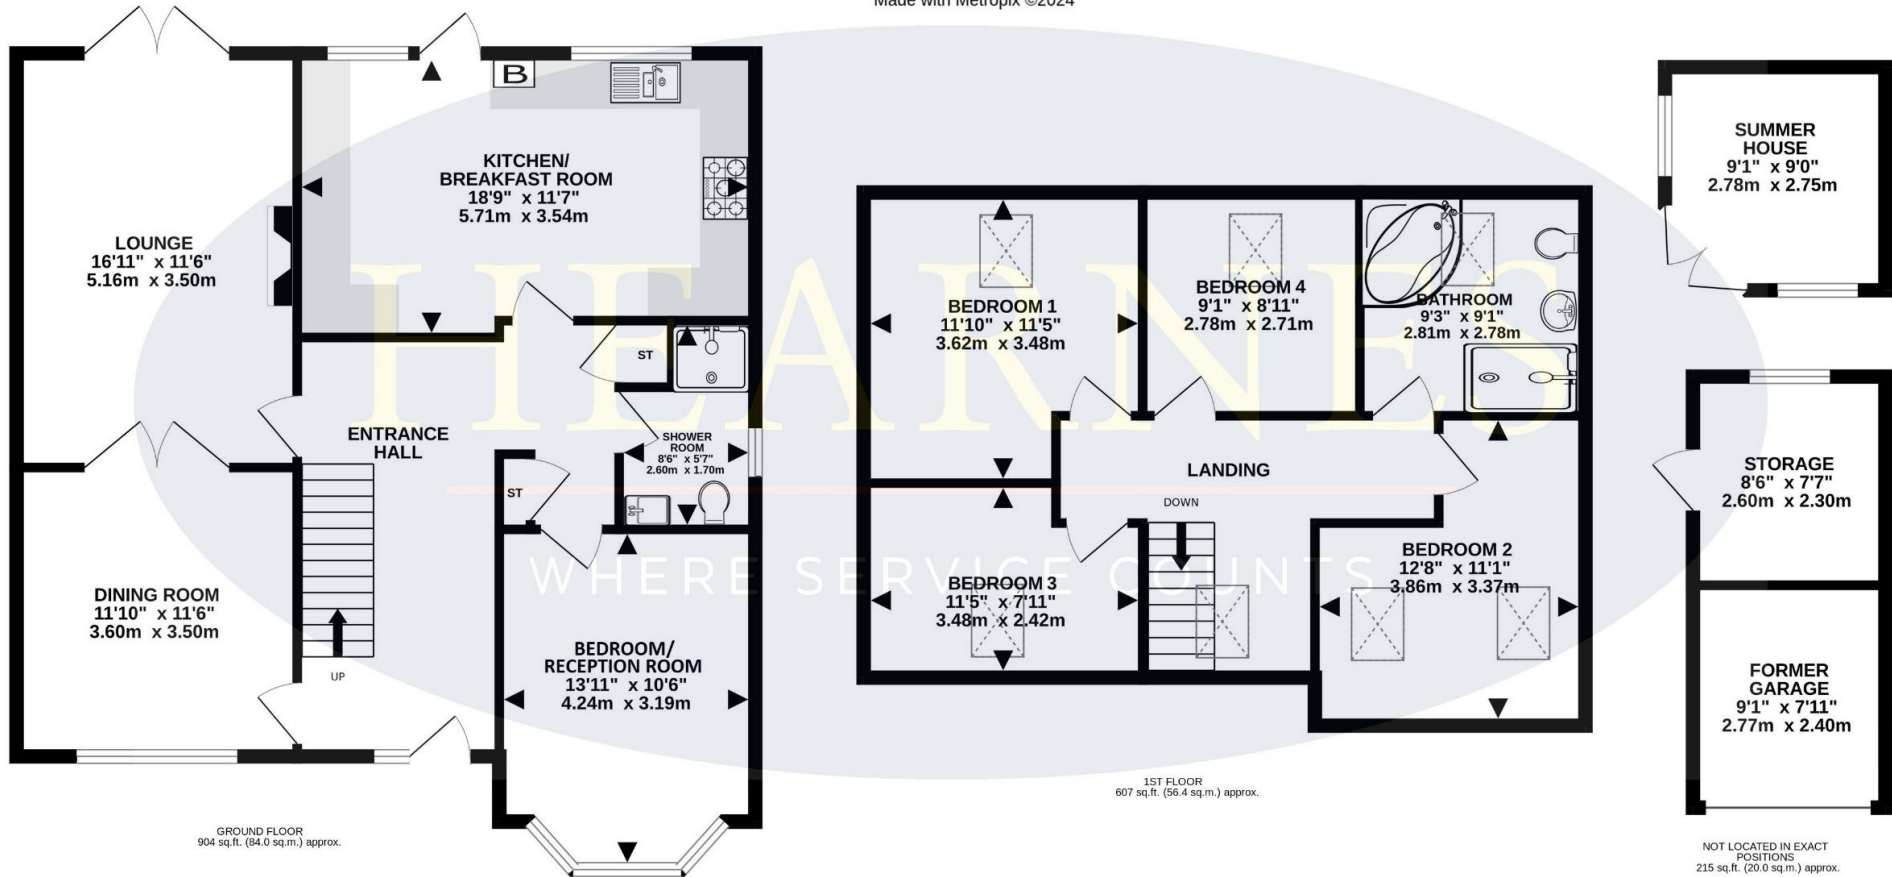 Made with Metropix ©2024
B
KITCHEN/
BREAKFAST ROOM
18'9" x 11'7"
5.71m x 3.54m
LOUNGE
16'11" x 11'6"
5.16m x 3.50m
ST
ENTRANCE
HALL
SHOWER
ROOM
8'6" x 5'7"
2.60m x 1.70m
ST
DINING ROOM
11'10" x 11'6"
3.60m x 3.50m
UP
BEDROOM/
RECEPTION ROOM
13'11" x 10'6"
4.24m x 3.19m
GROUND FLOOR
904 sq.ft. (84.0 sq.m.) approx.
HEARNES
WHERE SERVICE COUNTS
BEDROOM 1
11'10" x 11'5"
3.62m x 3.48m
BEDROOM 4
9'1" x 8'11"
2.78m x 2.71m
BATHROOM
9'3" x 9'1"
2.81m x 2.78m
LANDING
DOWN
BEDROOM 3
11'5" x 7'11"
3.48m x 2.42m
BEDROOM 2
12'8" x 11'1"
3.86m x 3.37m
1ST FLOOR
607 sq.ft. (56.4 sq.m.) approx.
SUMMER
HOUSE
9'1" x 9'0"
2.78m x 2.75m
STORAGE
8'6" x 7'7"
2.60m x 2.30m
FORMER
GARAGE
9'1" x 7'11"
2.77m x 2.40m
NOT LOCATED IN EXACT
POSITIONS
215 sq.ft. (20.0 sq.m.) approx.